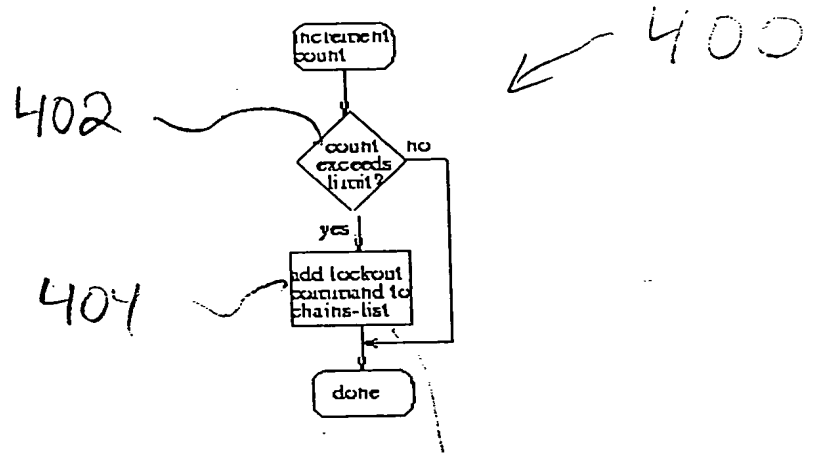 increment
count
400
402
count
exceeds
limit?
no
yes
404
add lockout
command to
chains-list
done